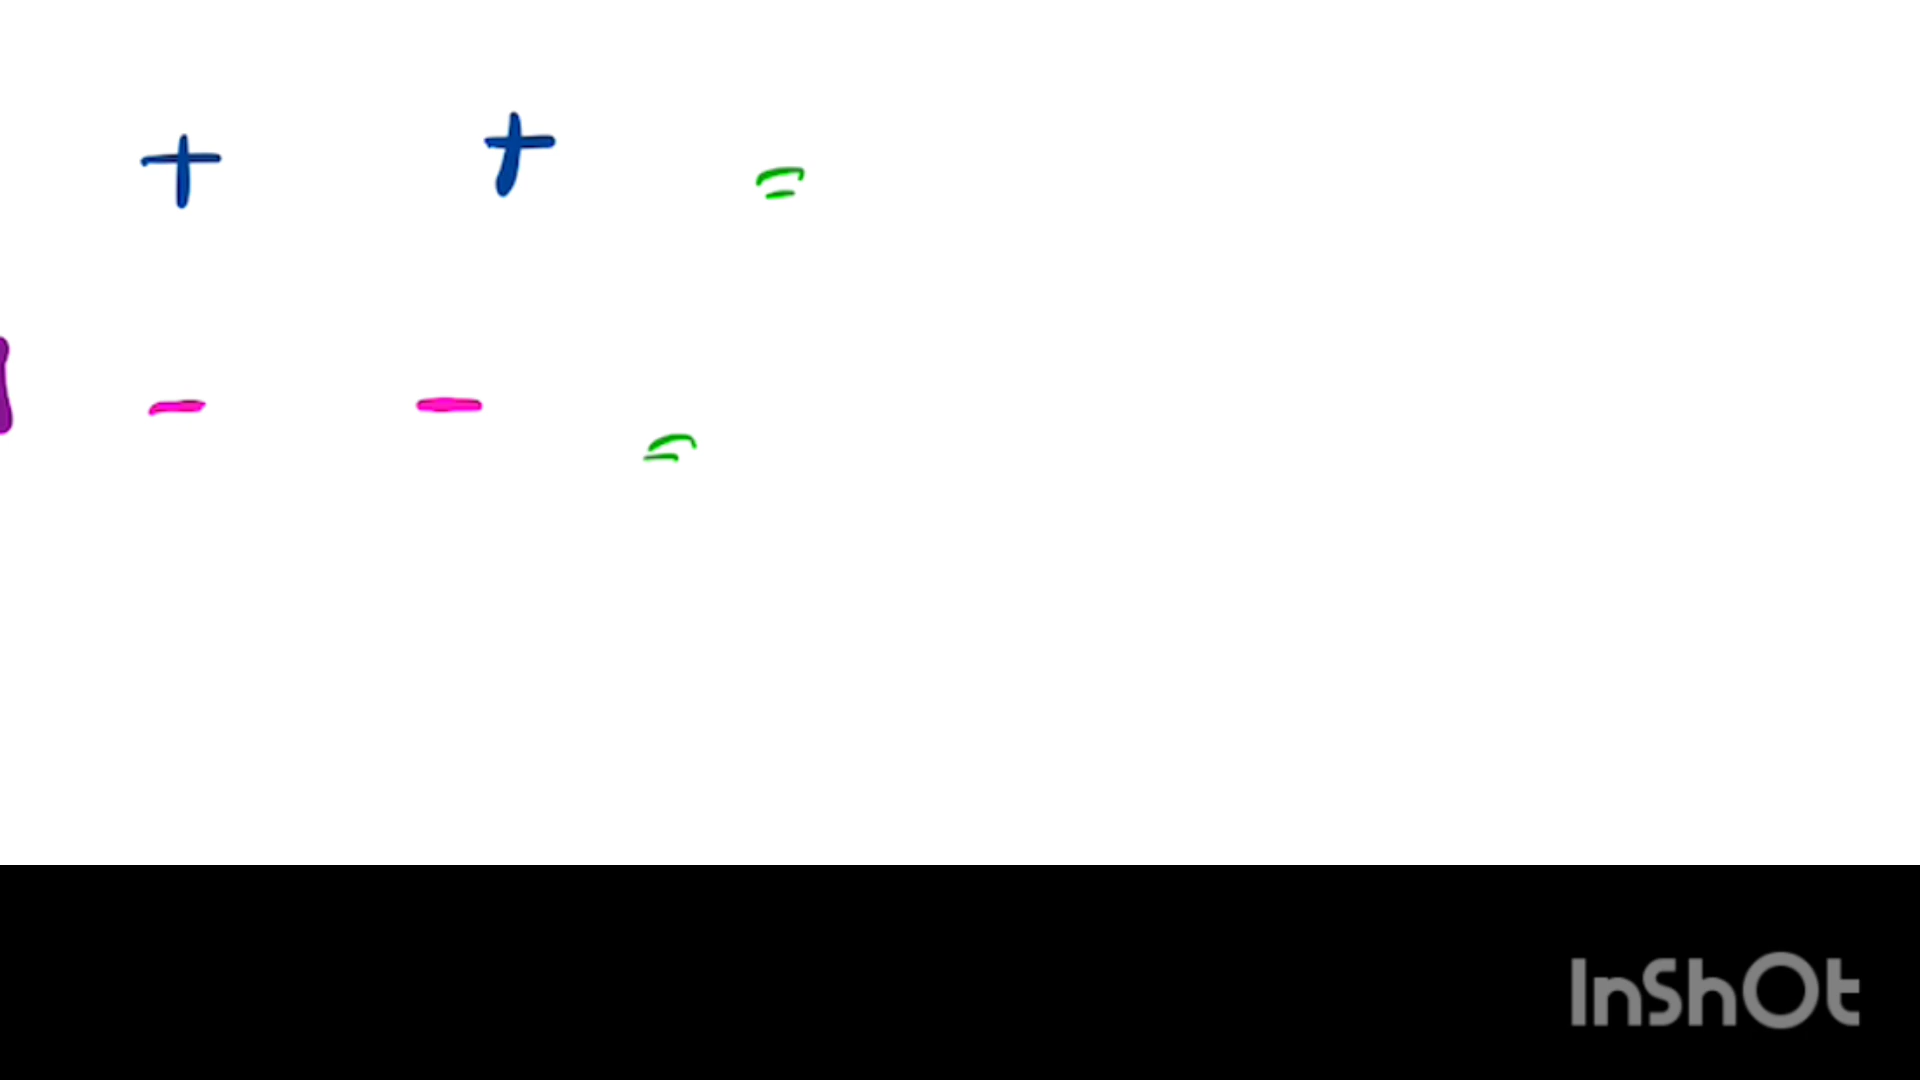 + + =
- - =
InShOt